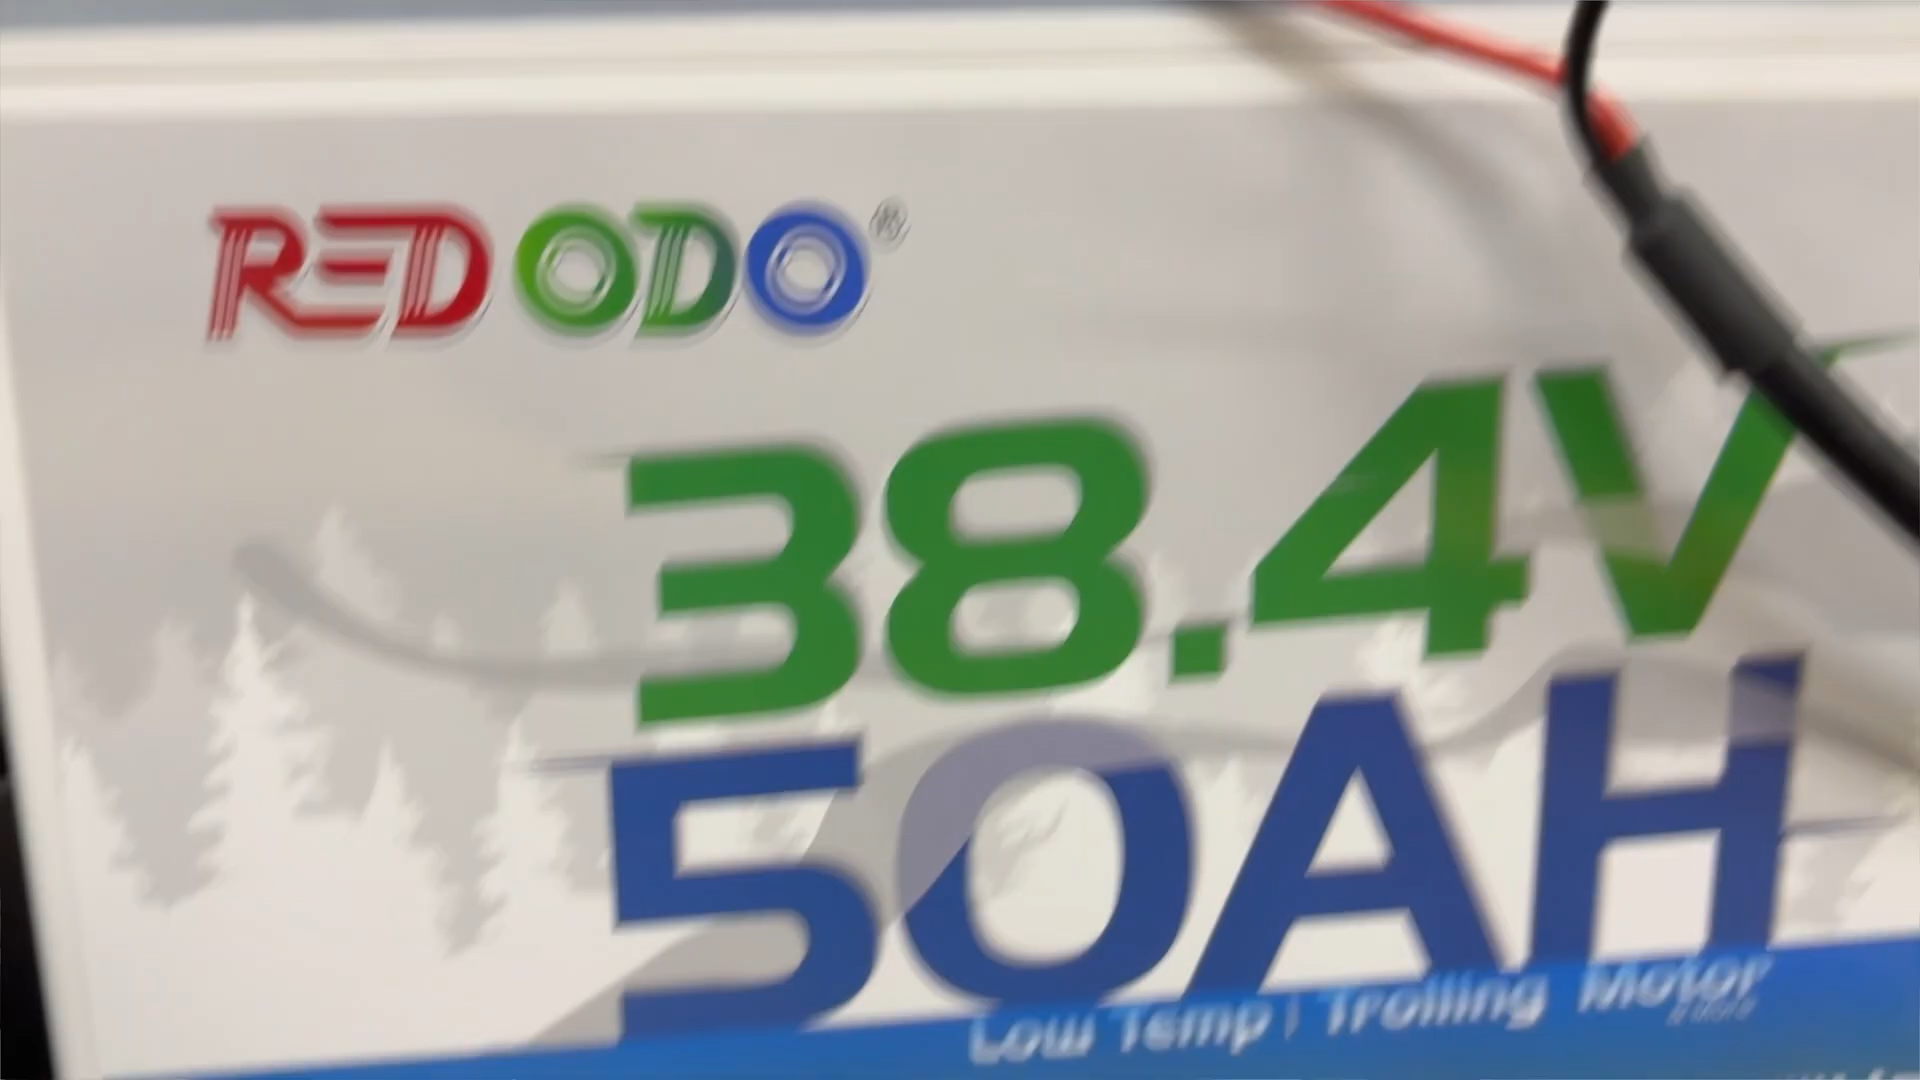 REDODO®
38.4V
50AH
Low Temp | Trolling Motor